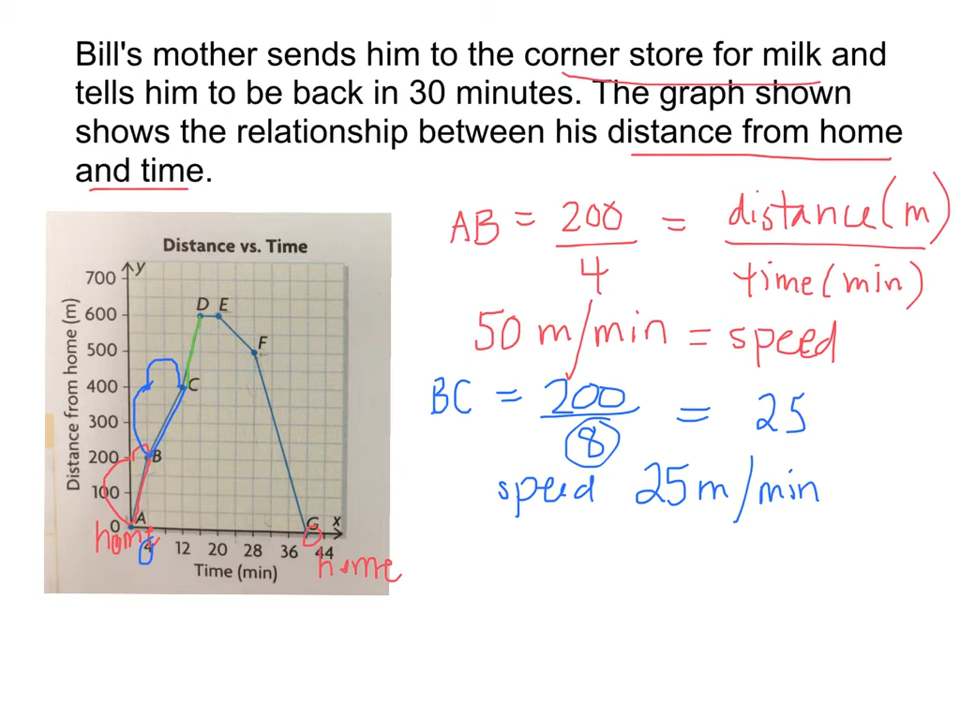 Bill's mother sends him to the corner store for milk and
tells him to be back in 30 minutes. The graph shown
shows the relationship between his distance from home
and time.
AB = 200/4 = distance(m)/time(min)
50 m/min = speed
BC = 200/8 = 25
speed 25m/min
Distance vs. Time
y
700
600
500
400
300
200
100
0
Distance from home (m)
D E
F
C
B
A
G x
home
4 12 20 28 36 44
home
Time (min)